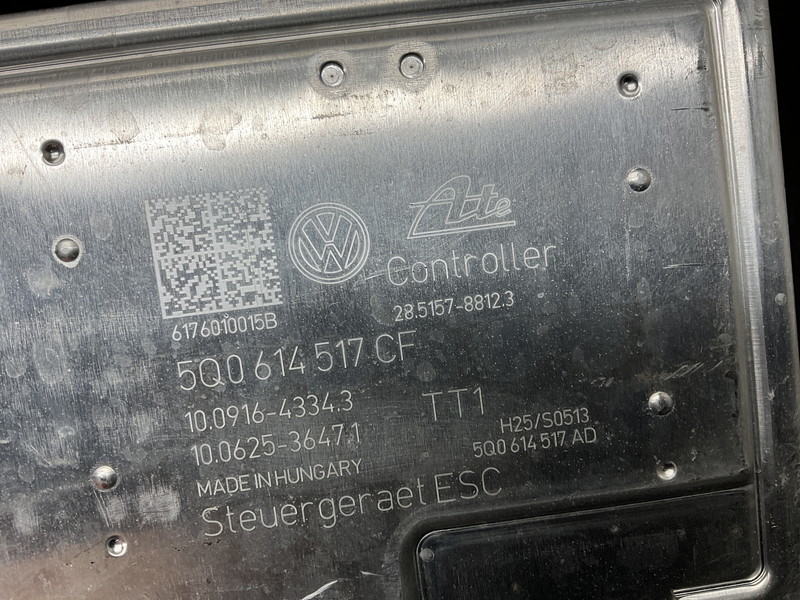 VW
Ate
Controller
28.5157-8812.3
6176010015B
5Q0 614 517 CF
10.0916-4334.3
TT1
10.0625-3647.1
H25/S0513
5Q0 614 517 AD
MADE IN HUNGARY
Steuergeraet ESC